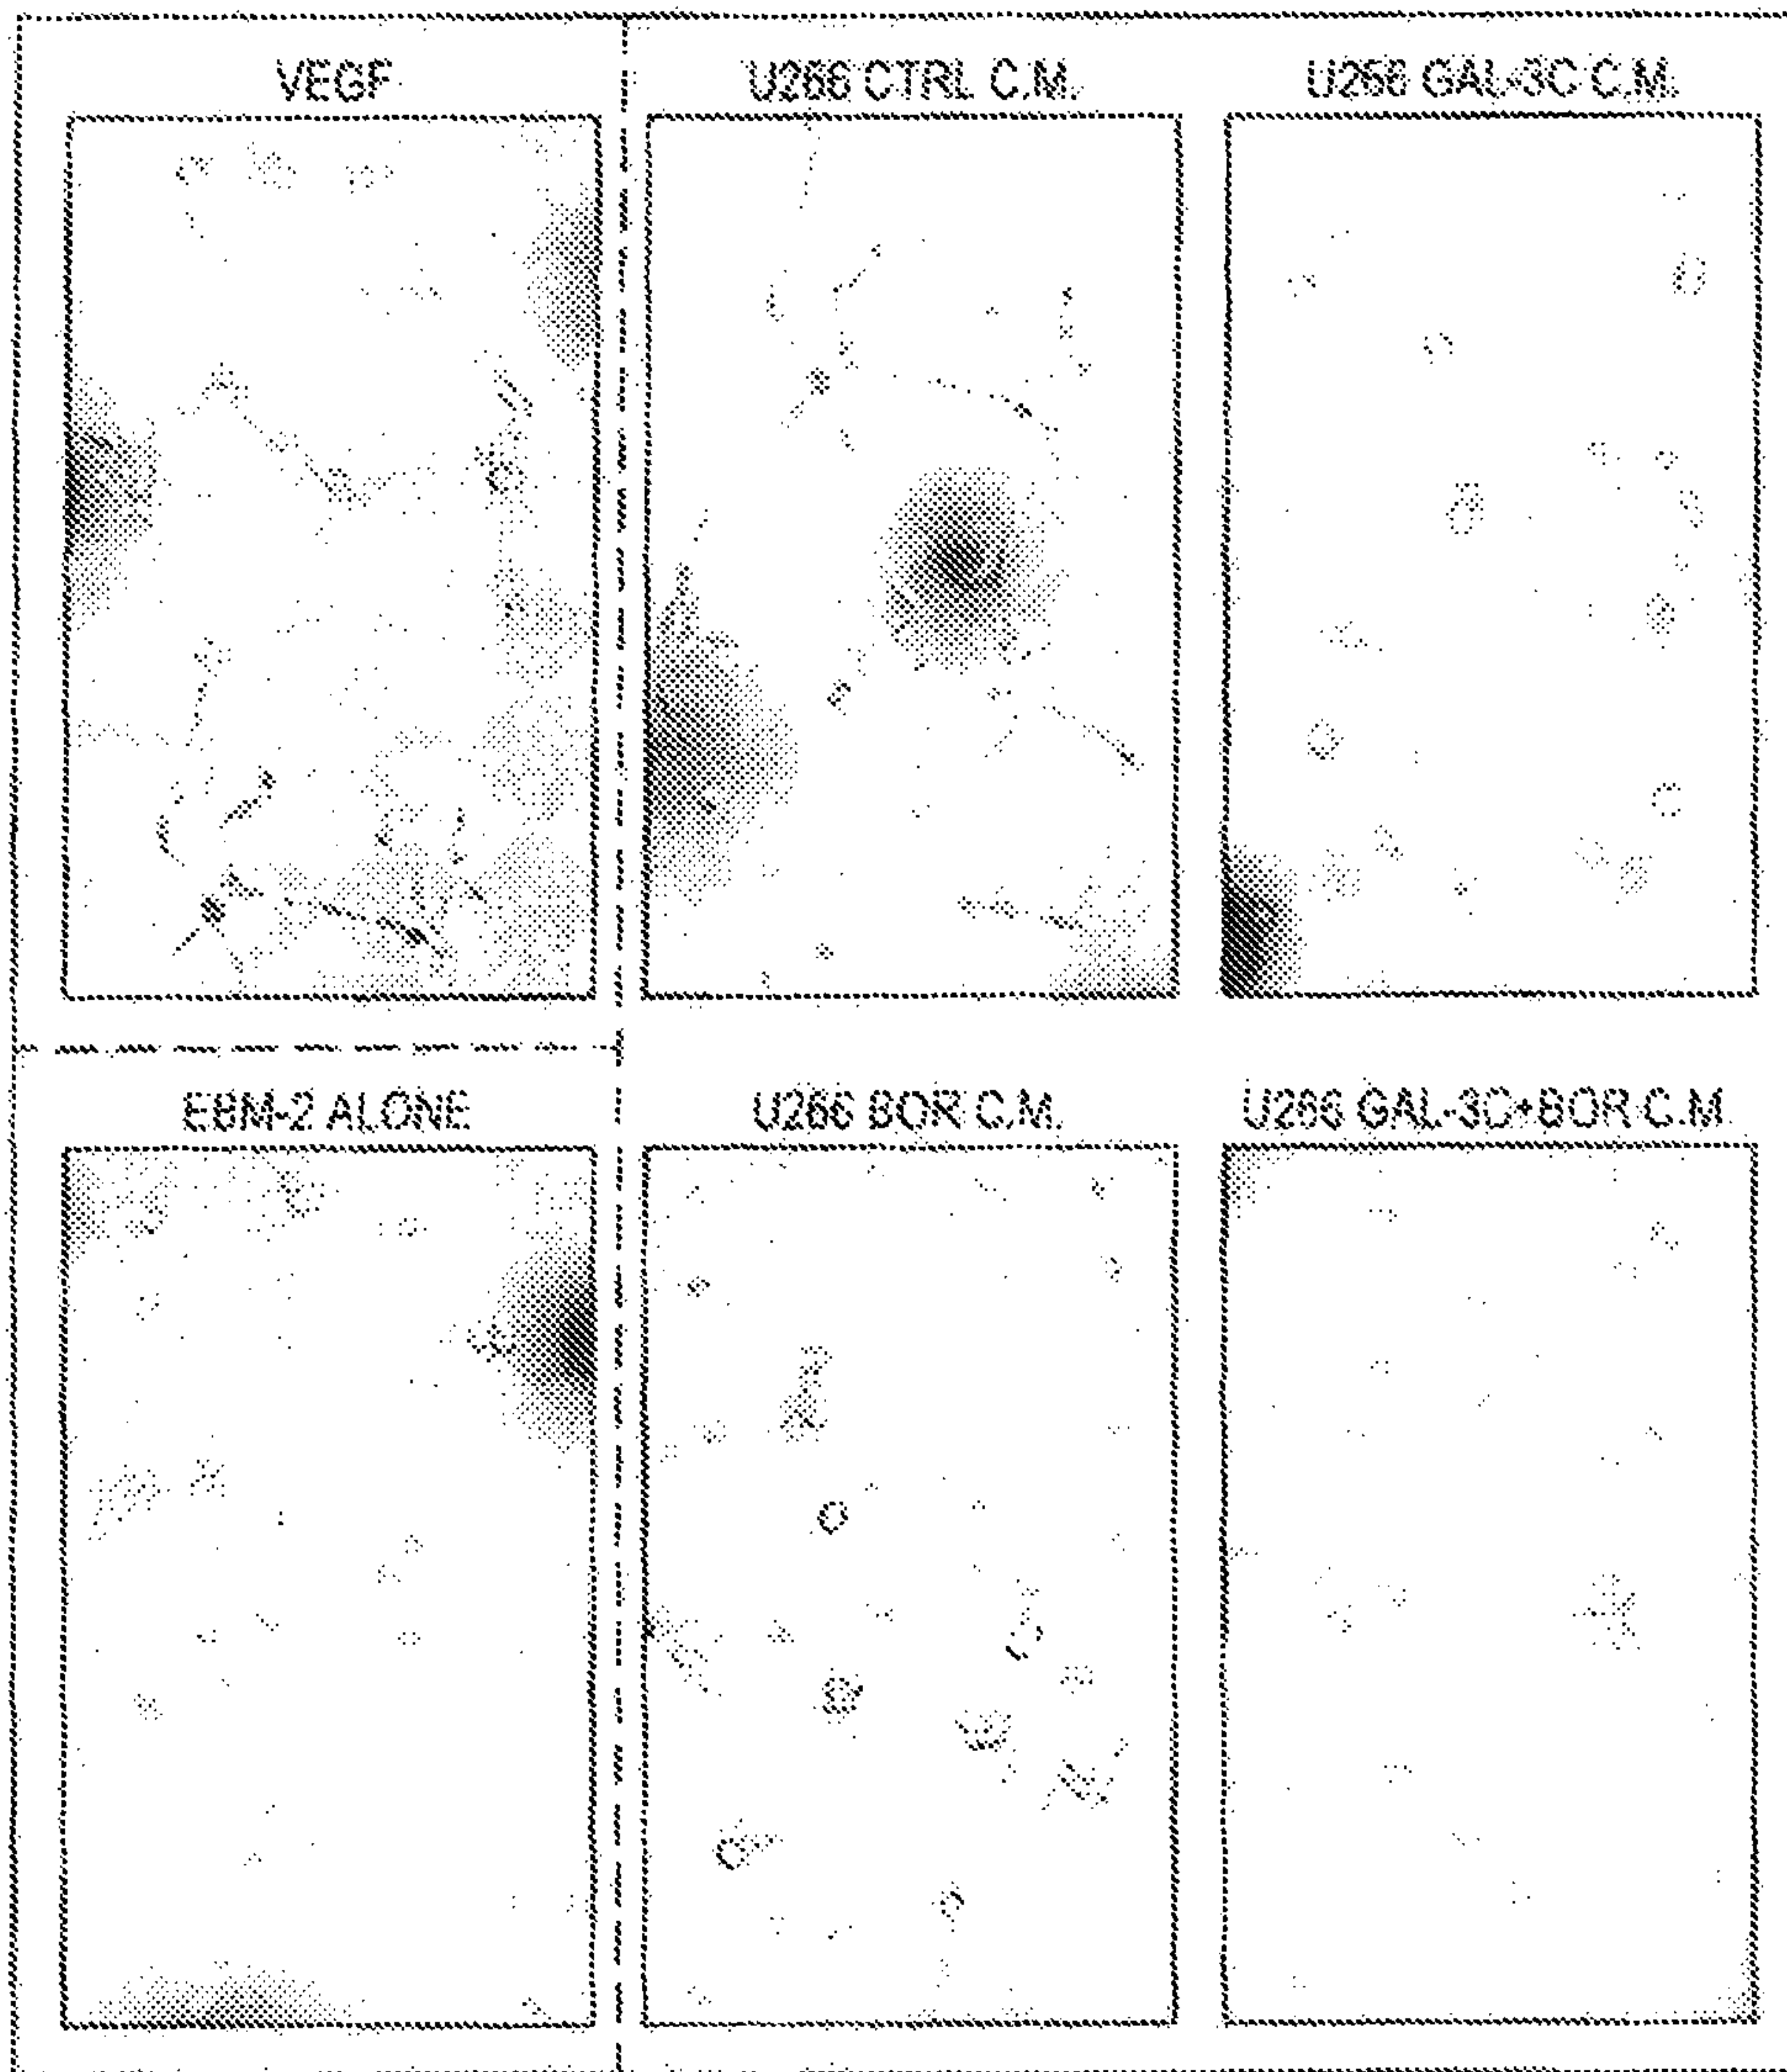 VEGF
U266 CTRL C.M.
U266 GAL-3C C.M.
EBM-2 ALONE
U266 BOR C.M.
U266 GAL-3C+BOR C.M.